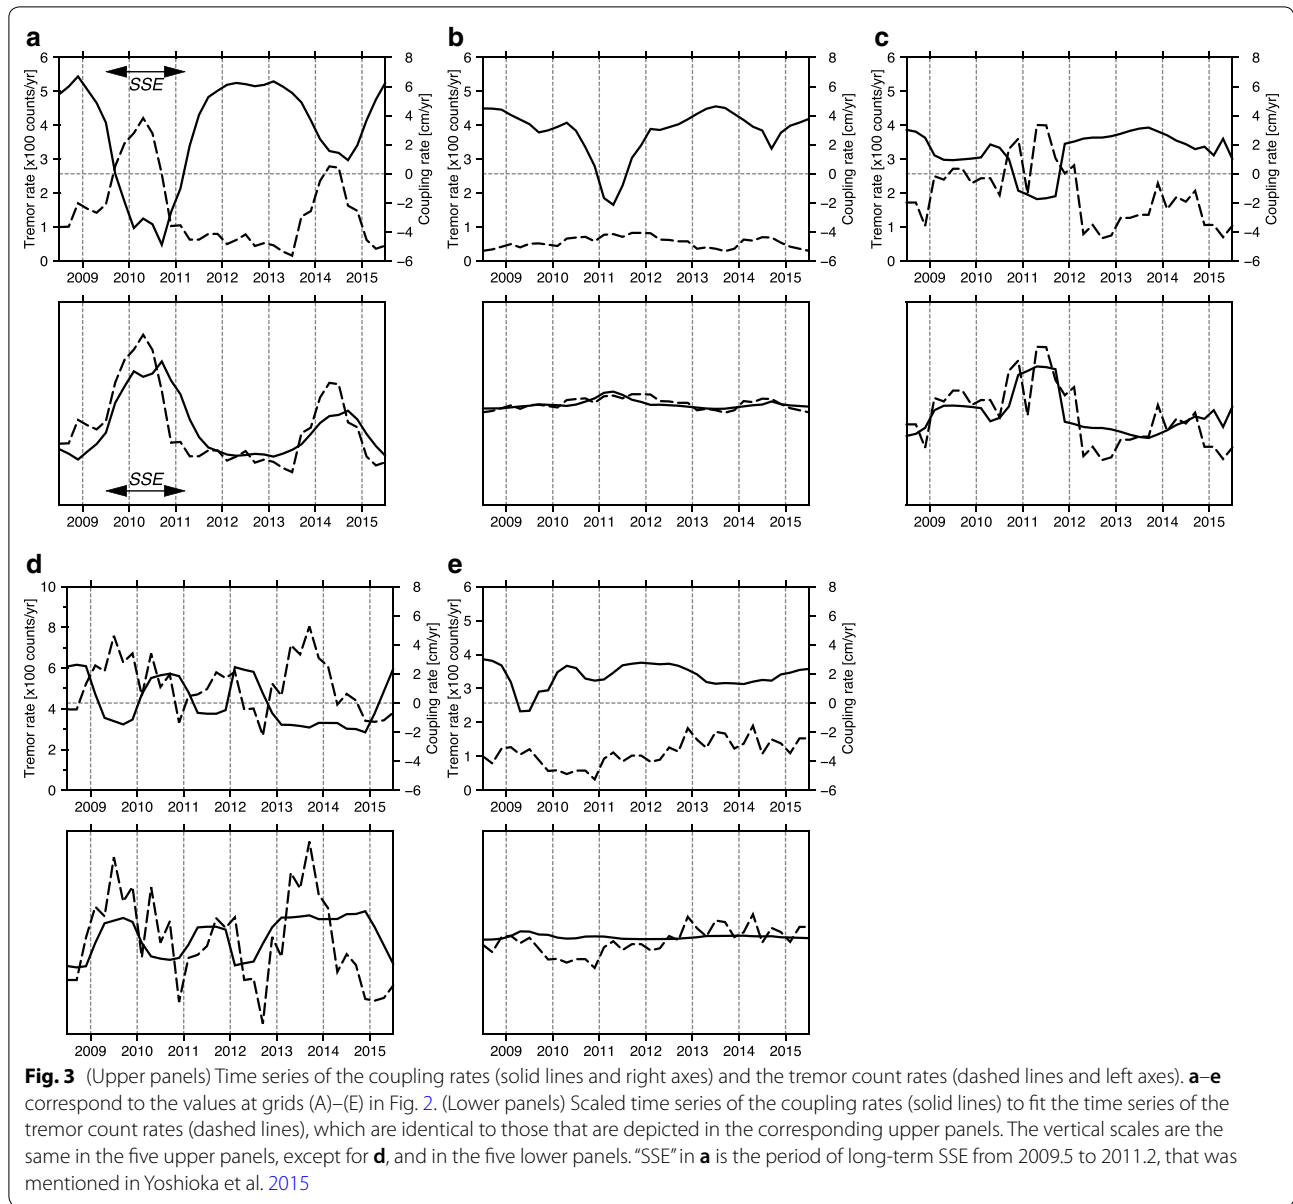 a
b
c
6
5
4
3
2
1
0
Tremor rate [x100 counts/yr]
SSE
8
6
4
2
0
−2
−4
−6
Coupling rate [cm/yr]
2009 2010 2011 2012 2013 2014 2015
6
5
4
3
2
1
0
Tremor rate [x100 counts/yr]
8
6
4
2
0
−2
−4
−6
Coupling rate [cm/yr]
2009 2010 2011 2012 2013 2014 2015
6
5
4
3
2
1
0
Tremor rate [x100 counts/yr]
8
6
4
2
0
−2
−4
−6
Coupling rate [cm/yr]
2009 2010 2011 2012 2013 2014 2015
SSE
2009 2010 2011 2012 2013 2014 2015
2009 2010 2011 2012 2013 2014 2015
2009 2010 2011 2012 2013 2014 2015
d
e
10
8
6
4
2
0
Tremor rate [x100 counts/yr]
8
6
4
2
0
−2
−4
−6
Coupling rate [cm/yr]
2009 2010 2011 2012 2013 2014 2015
6
5
4
3
2
1
0
Tremor rate [x100 counts/yr]
8
6
4
2
0
−2
−4
−6
Coupling rate [cm/yr]
2009 2010 2011 2012 2013 2014 2015
2009 2010 2011 2012 2013 2014 2015
2009 2010 2011 2012 2013 2014 2015
Fig. 3 (Upper panels) Time series of the coupling rates (solid lines and right axes) and the tremor count rates (dashed lines and left axes). a–e
correspond to the values at grids (A)–(E) in Fig. 2. (Lower panels) Scaled time series of the coupling rates (solid lines) to fit the time series of the
tremor count rates (dashed lines), which are identical to those that are depicted in the corresponding upper panels. The vertical scales are the
same in the five upper panels, except for d, and in the five lower panels. “SSE” in a is the period of long-term SSE from 2009.5 to 2011.2, that was
mentioned in Yoshioka et al. 2015